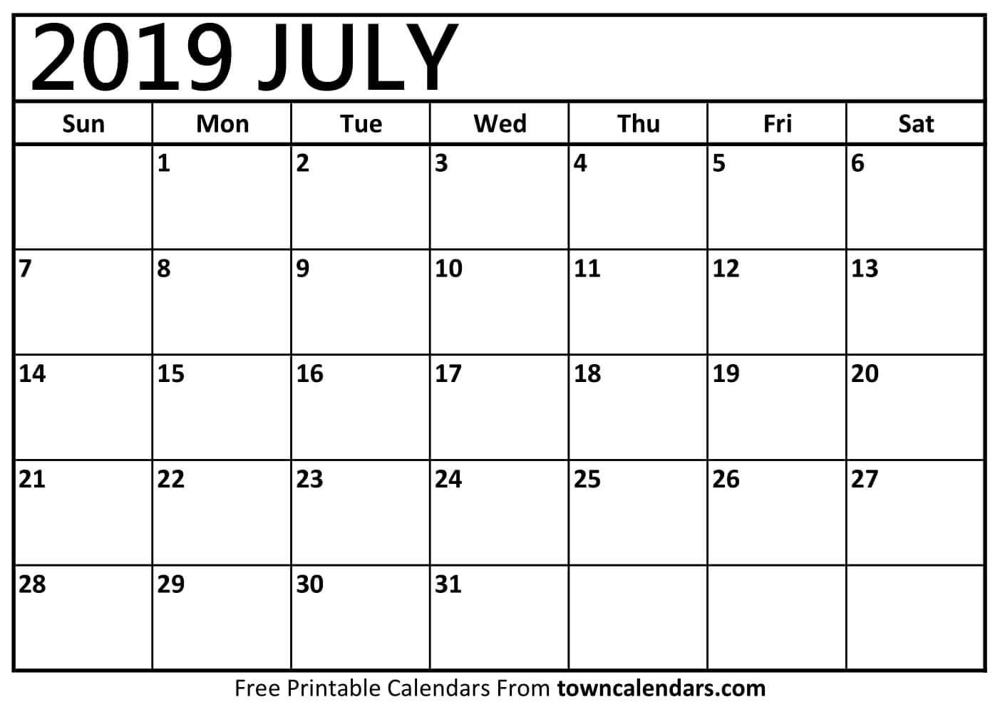 2019 JULY
Sun Mon Tue Wed Thu Fri Sat
1 2 3 4 5 6
7 8 9 10 11 12 13
14 15 16 17 18 19 20
21 22 23 24 25 26 27
28 29 30 31
Free Printable Calendars From towncalendars.com